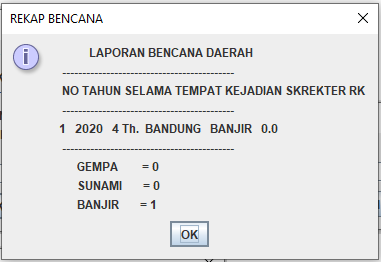 REKAP BENCANA
LAPORAN BENCANA DAERAH
----------------------------------------
NO TAHUN SELAMA TEMPAT KEJADIAN SKREKTER RK
----------------------------------------
1 2020 4 Th. BANDUNG BANJIR 0.0
----------------------------------------
GEMPA = 0
SUNAMI = 0
BANJIR = 1
OK